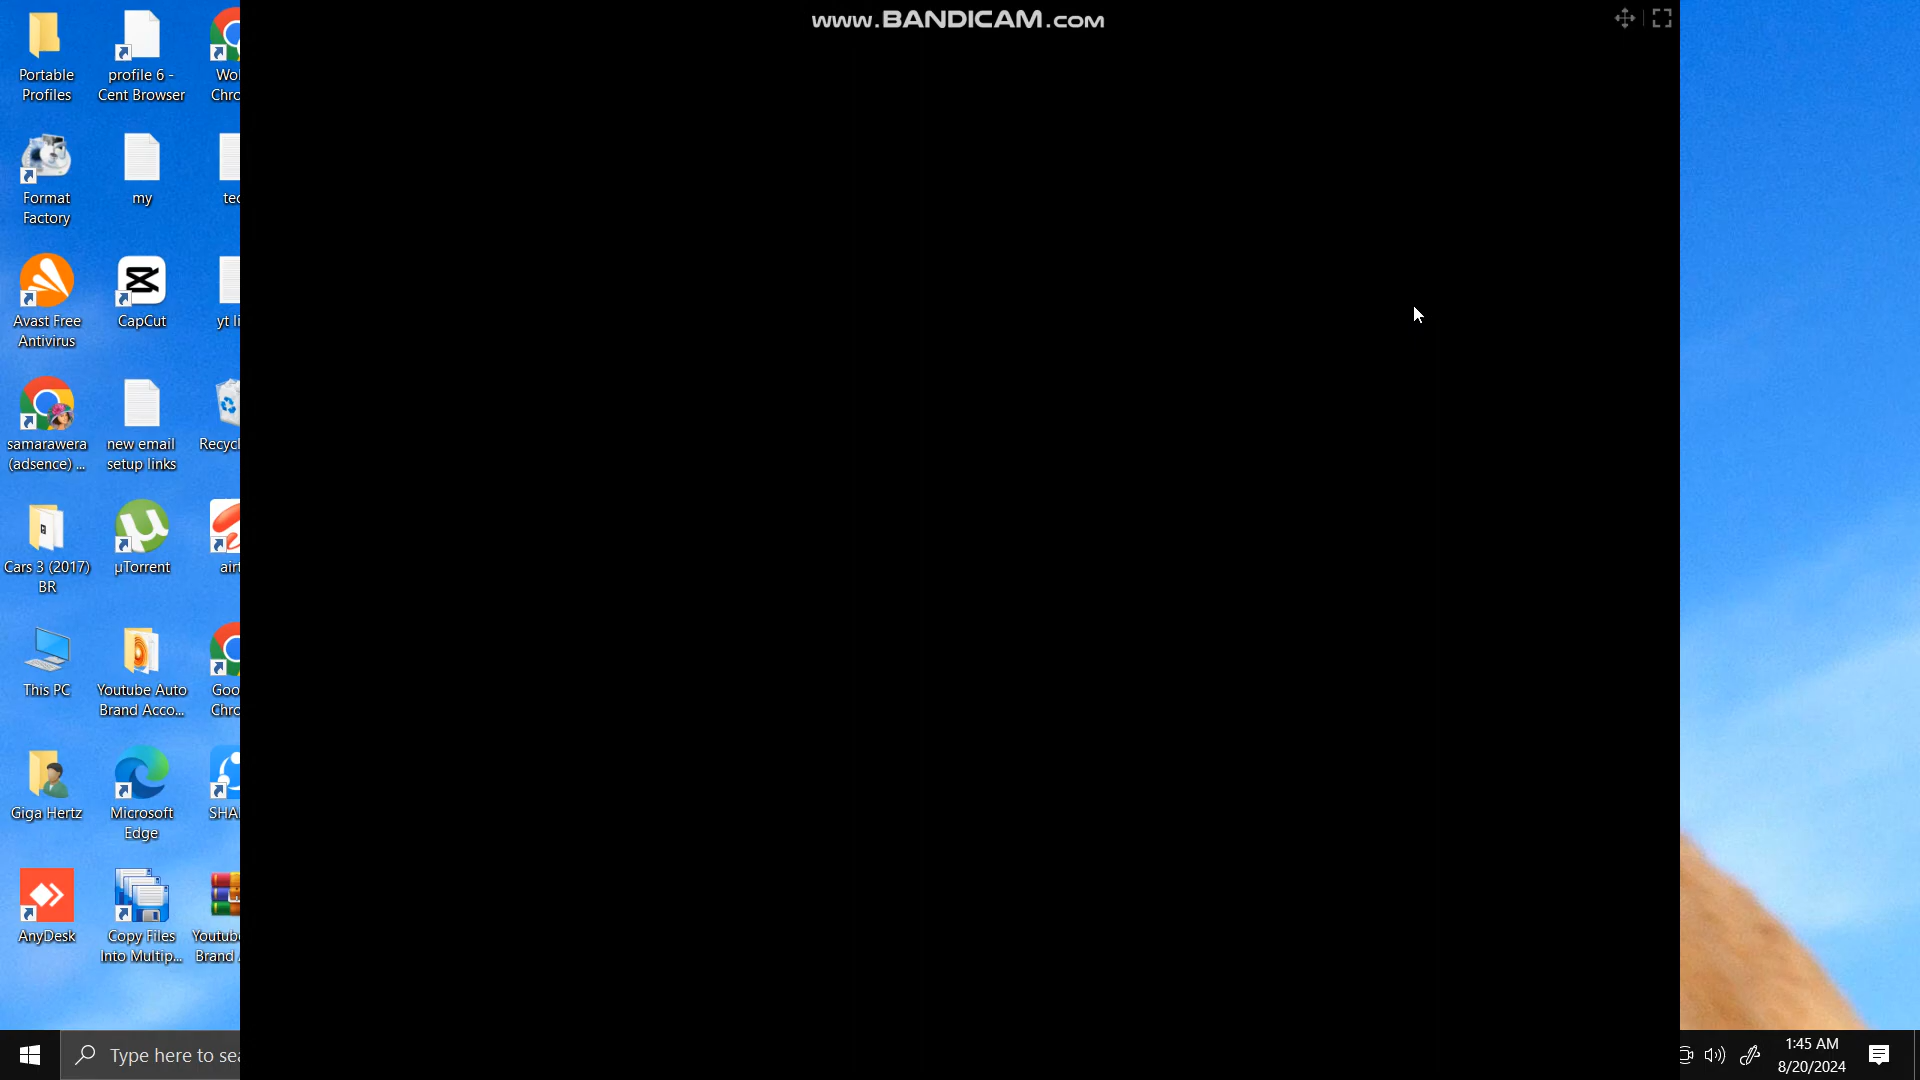 www.BANDICAM.com
Portable
Profiles
profile 6 -
Cent Browser
Format
Factory
my
Avast Free
Antivirus
CapCut
yt
samarawera
(adsence) ...
new email
setup links
Cars 3 (2017)
BR
µTorrent
This PC
Youtube Auto
Brand Acco...
Giga Hertz
Microsoft
Edge
AnyDesk
Copy Files
Into Multip...
Brand
Type here to
1:45 AM
8/20/2024